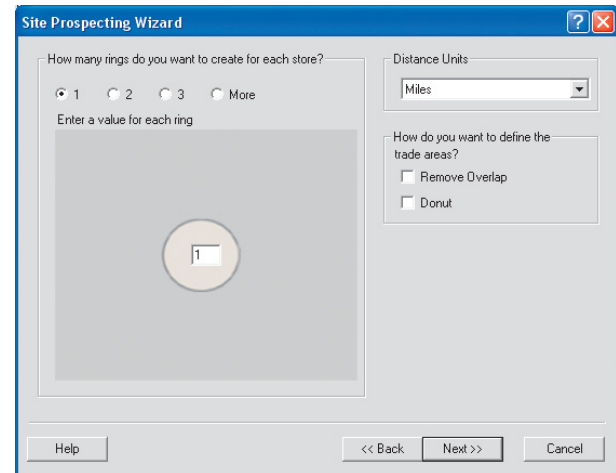 Site Prospecting Wizard
How many rings do you want to create for each store?
1 2 3 More
Enter a value for each ring
1
Distance Units
Miles
How do you want to define the
trade areas?
Remove Overlap
Donut
Help << Back Next >> Cancel